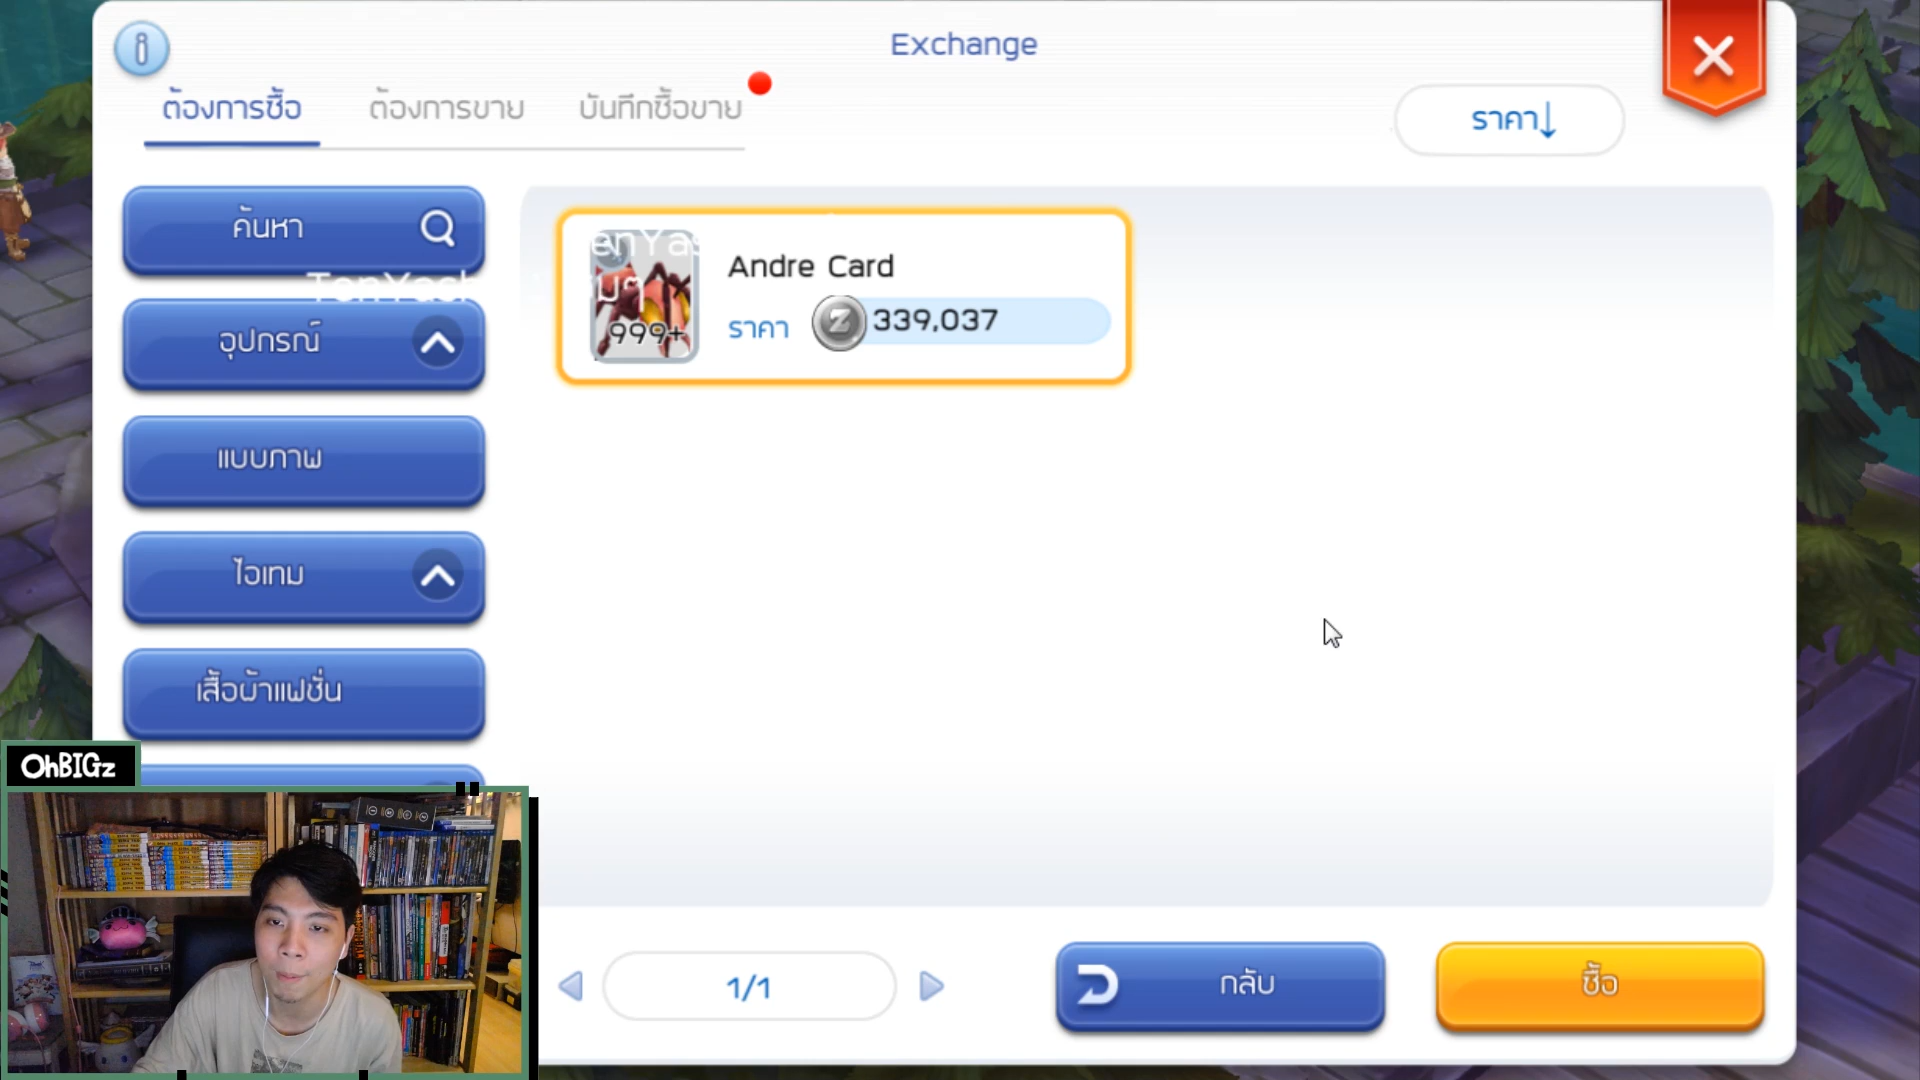 Exchange
ต้องการซื้อ
ต้องการขาย
บันทึกซื้อขาย
ราคา↓
ค้นหา
อุปกรณ์
แบบภาพ
ไอเทม
เสื้อผ้าแฟชั่น
Andre Card
999+
ราคา
339,037
OhBIGz
1/1
กลับ
ซื้อ